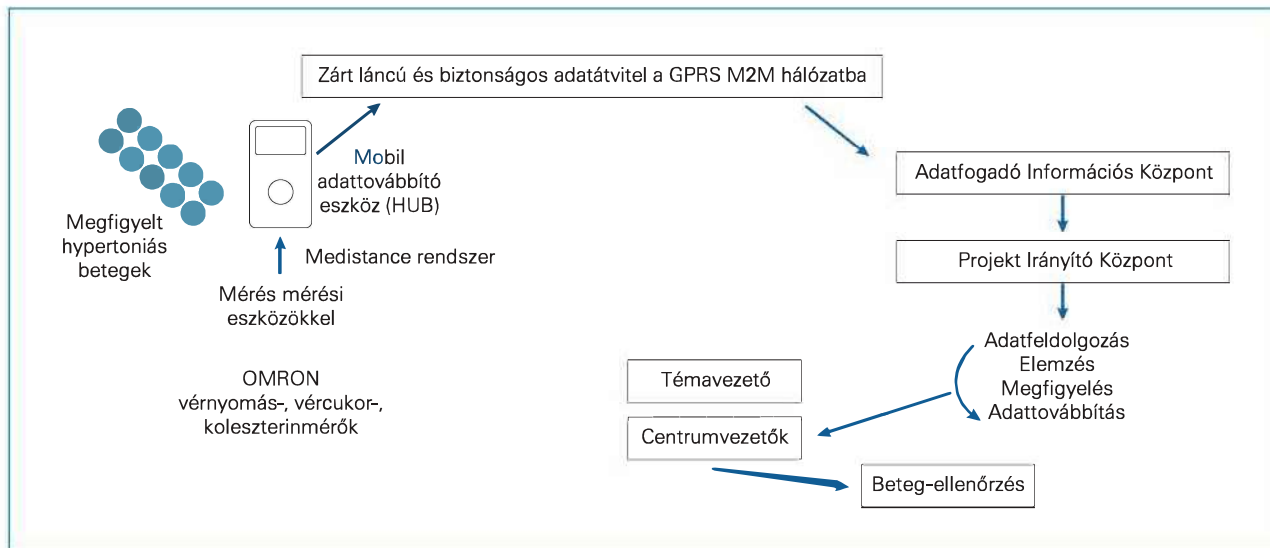 Zárt láncú és biztonságos adatátvitel a GPRS M2M hálózatba
Mobil
adattovábbító
eszköz (HUB)
Megfigyelt
hypertoniás
betegek
Medistance rendszer
Mérés mérési
eszközökkel
OMRON
vérnyomás-, vércukor-,
koleszterinmérők
Adatfogadó Információs Központ
Projekt Irányító Központ
Adatfeldolgozás
Elemzés
Megfigyelés
Adattovábbítás
Témavezető
Centrumvezetők
Beteg-ellenőrzés